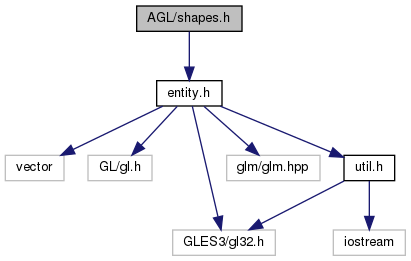 AGL/shapes.h
entity.h
vector
GL/gl.h
glm/glm.hpp
util.h
GLES3/gl32.h
iostream